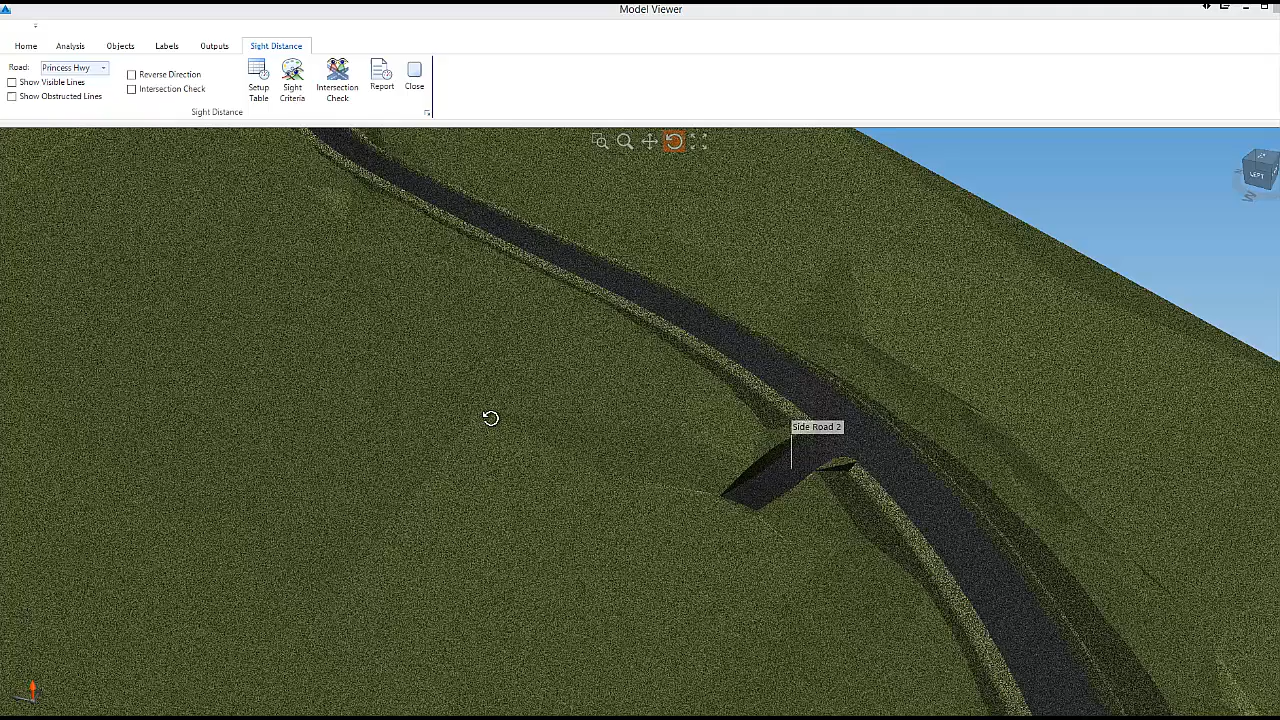 Model Viewer
Home Analysis Objects Labels Outputs Sight Distance
Road: Princess Hwy
Show Visible Lines
Show Obstructed Lines
Reverse Direction
Intersection Check
Setup Table
Sight Criteria
Intersection Check
Report
Close
Sight Distance
LEFT
W
Side Road 2